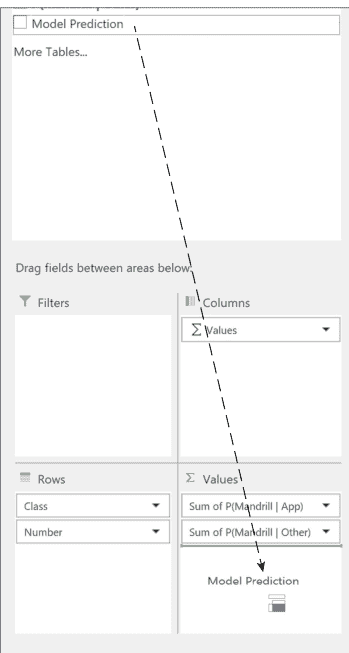 Model Prediction
More Tables...
Drag fields between areas below:
Filters
Columns
Σ Values
Rows
Σ Values
Class
Number
Sum of P(Mandrill | App)
Sum of P(Mandrill | Other)
Model Prediction